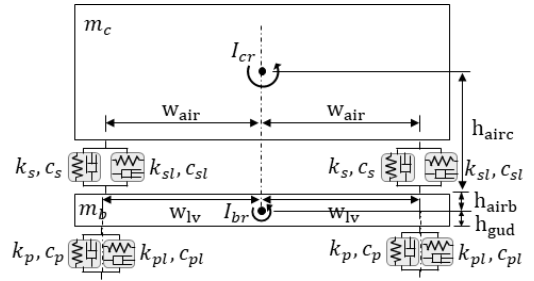 m_c
I_cr
w_air w_air
h_airc
k_s, c_s k_sl, c_sl k_s, c_s k_sl, c_sl
m_b w_lv I_br w_lv h_airb
h_gud
k_p, c_p k_pl, c_pl k_p, c_p k_pl, c_pl